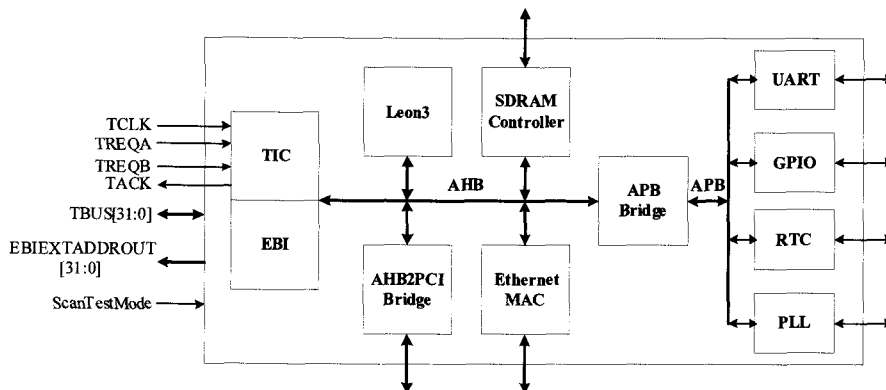 TCLK
TREQA
TREQB
TACK
TBUS[31:0]
EBIEXTADDROUT
[31:0]
ScanTestMode
TIC
EBI
Leon3
SDRAM
Controller
AHB
AHB2PCI
Bridge
Ethernet
MAC
APB
Bridge
APB
UART
GPIO
RTC
PLL